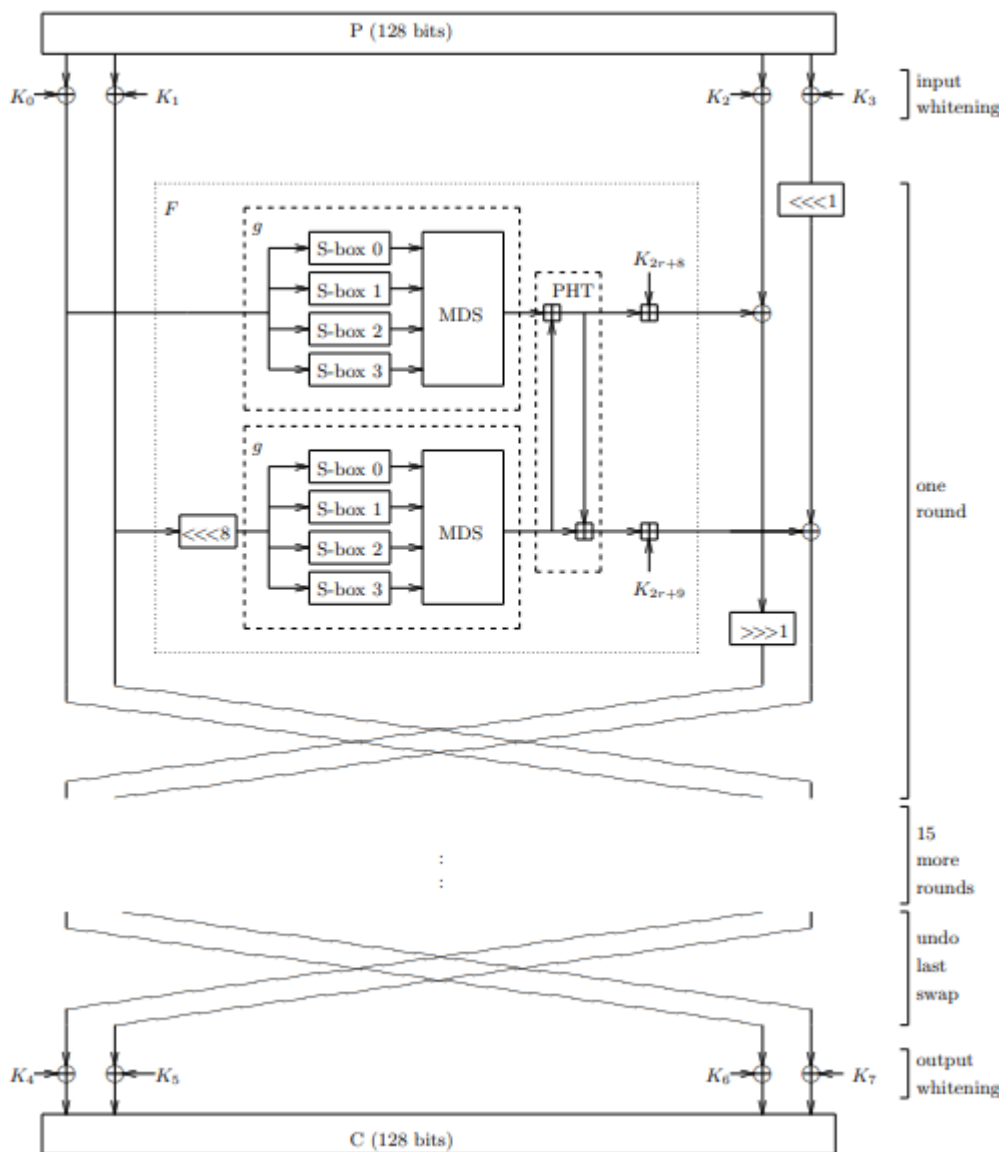 P (128 bits)
K0 K1 K2 K3
input
whitening
F
<<<1
g
S-box 0
K2r+8
S-box 1
PHT
MDS
S-box 2
S-box 3
g
S-box 0
one
round
S-box 1
<<<8
MDS
S-box 2
S-box 3
K2r+9
>>>1
15
more
rounds
undo
last
swap
K4 K5 K6 K7
output
whitening
C (128 bits)